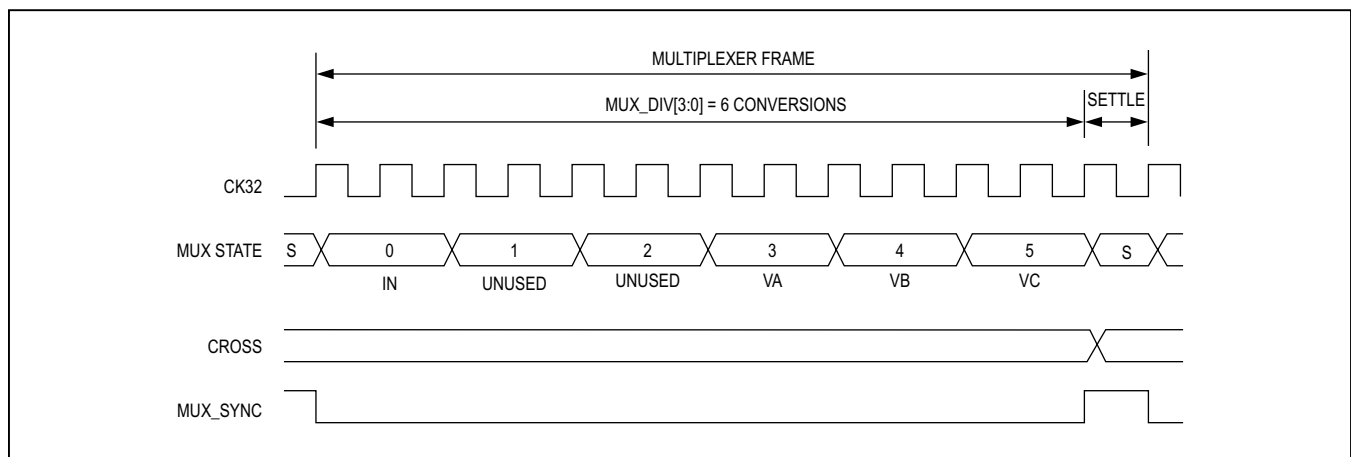 MULTIPLEXER FRAME
MUX_DIV[3:0] = 6 CONVERSIONS
SETTLE
CK32
MUX STATE S 0 1 2 3 4 5 S
IN UNUSED UNUSED VA VB VC
CROSS
MUX_SYNC